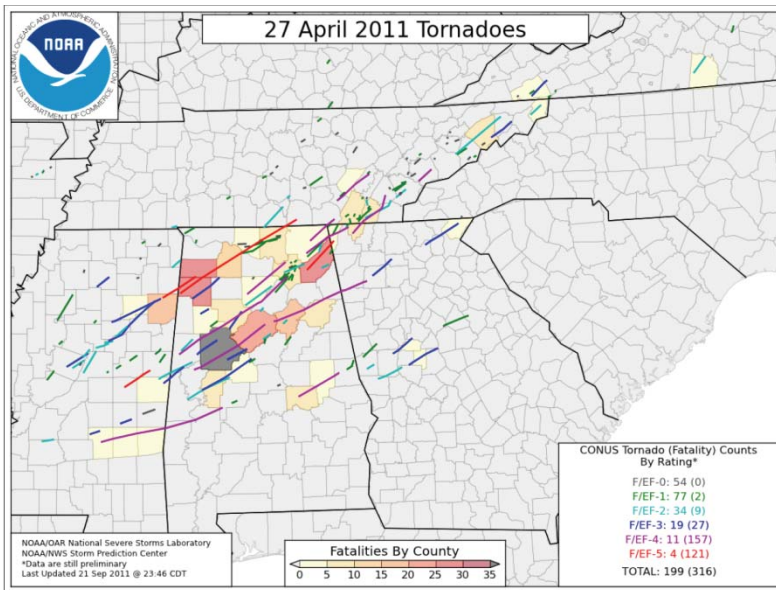 27 April 2011 Tornadoes
NATIONAL OCEANIC AND ATMOSPHERIC ADMINISTRATION
NOAA
U.S. DEPARTMENT OF COMMERCE
CONUS Tornado (Fatality) Counts
By Rating*
F/EF-0: 54 (0)
F/EF-1: 77 (2)
F/EF-2: 34 (9)
F/EF-3: 19 (27)
F/EF-4: 11 (157)
F/EF-5: 4 (121)
TOTAL: 199 (316)
NOAA/OAR National Severe Storms Laboratory
NOAA/NWS Storm Prediction Center
*Data are still preliminary
Last Updated 21 Sep 2011 @ 23:46 CDT
Fatalities By County
0 5 10 15 20 25 30 35